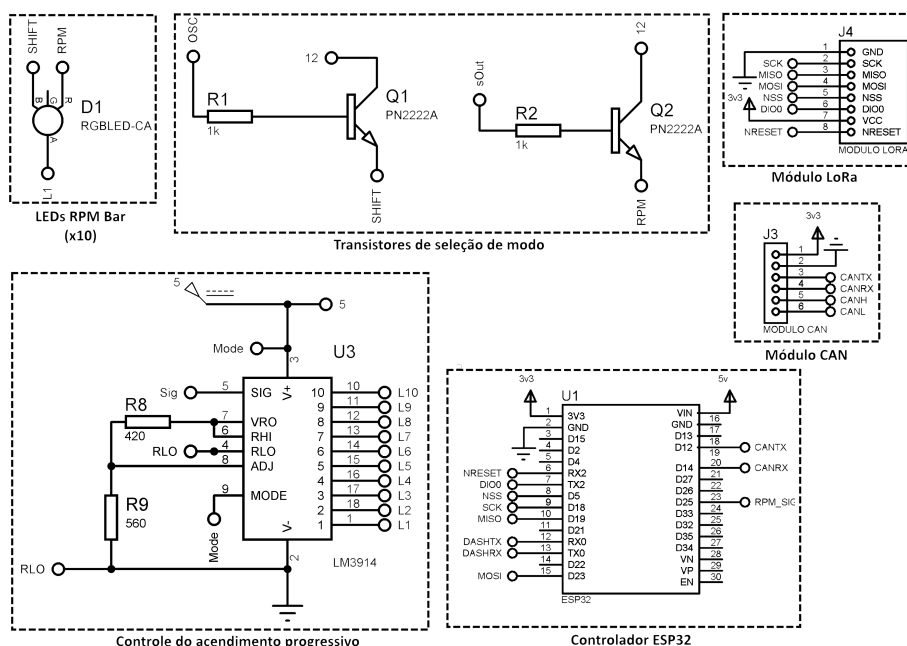 SHIFT
RPM
B
G
R
A
D1
RGBLED-CA
L1
LEDs RPM Bar
(x10)
OSC
R1
1k
12
Q1
PN2222A
SHIFT
sOut
R2
1k
12
Q2
PN2222A
RPM
Transistores de seleção de modo
J4
1 GND
SCK 2 SCK
MISO 3 MISO
MOSI 4 MOSI
NSS 5 NSS
DIO0 6 DIO0
3v3 7 VCC
NRESET 8 NRESET
MODULO LORA
Módulo LoRa
3v3
J3
1
2
3 CANTX
4 CANRX
5 CANH
6 CANL
MODULO CAN
Módulo CAN
5
5
Mode
3
U3
Sig 5 SIG V+ 10 10 L10
9 11 L9
R8 7 VRO 8 12 L8
420 6 RHI 7 13 L7
RLO 4 RLO 6 14 L6
8 ADJ 5 15 L5
4 16 L4
9 MODE 3 17 L3
R9 2 18 L2
560 V- 1 1 L1
Mode
2
LM3914
RLO
Controle do acendimento progressivo
3v3
5v
U1
1 3V3
2 GND
3 D15
4 D2
5 D4
NRESET 6 RX2
DIO0 7 TX2
NSS 8 D5
SCK 9 D18
MISO 10 D19
11 D21
DASHTX 12 RX0
DASHRX 13 TX0
14 D22
MOSI 15 D23
VIN 16
GND 17
D13 18
D12 19 CANTX
D14 20 CANRX
D27 21
D26 22
D25 23 RPM_SIG
D33 24
D32 25
D35 26
D34 27
VN 28
VP 29
EN 30
ESP32
Controlador ESP32